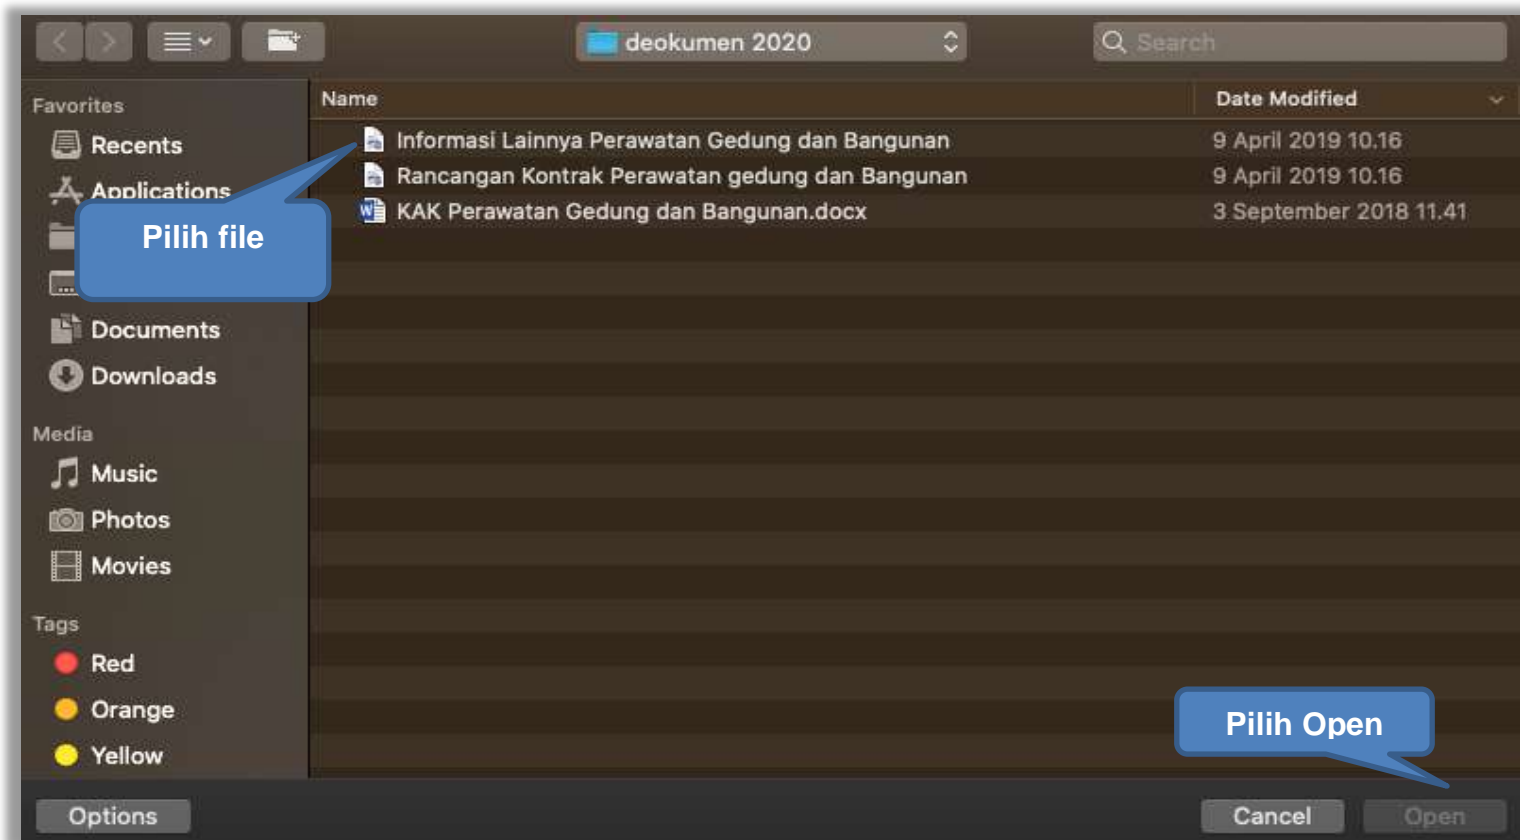 deokumen 2020
Search
Favorites
Name
Date Modified
Recents
Informasi Lainnya Perawatan Gedung dan Bangunan
9 April 2019 10.16
Applications
Rancangan Kontrak Perawatan gedung dan Bangunan
9 April 2019 10.16
KAK Perawatan Gedung dan Bangunan.docx
3 September 2018 11.41
Pilih file
Documents
Downloads
Media
Music
Photos
Movies
Tags
Red
Orange
Yellow
Pilih Open
Options
Cancel
Open